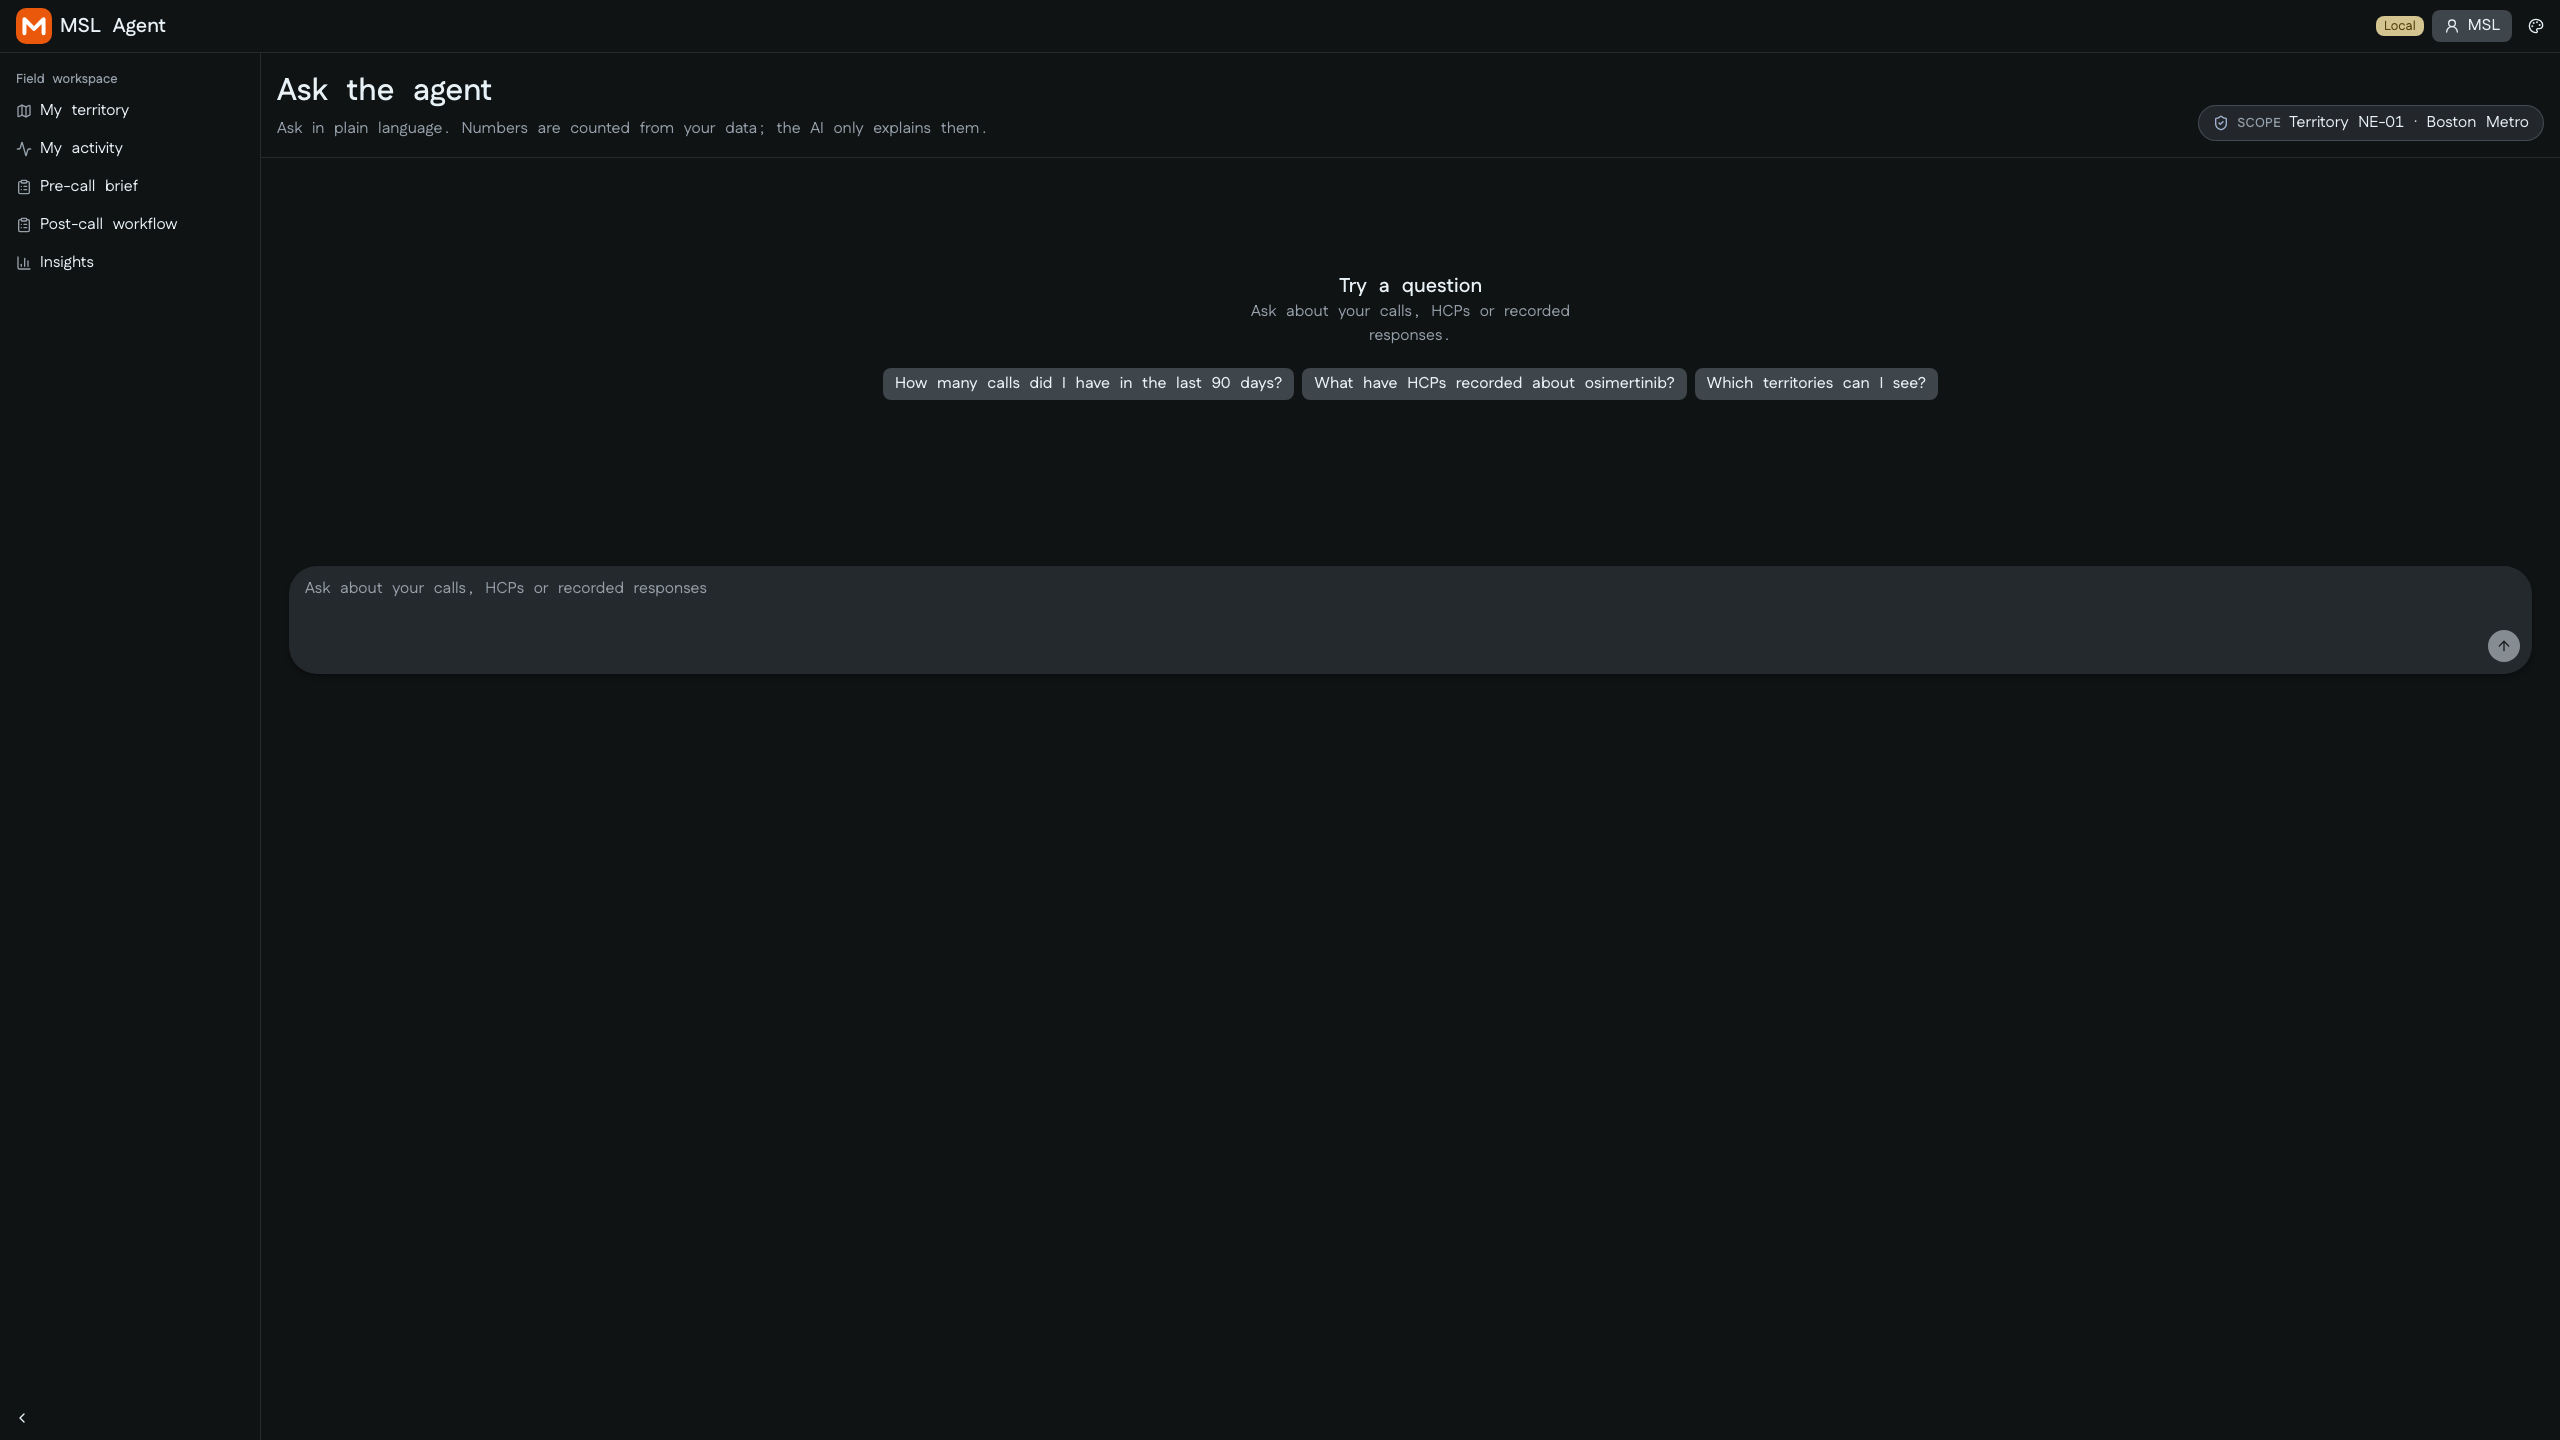 MSL Agent
Local
MSL
Field workspace
My territory
My activity
Pre-call brief
Post-call workflow
Insights
Ask the agent
Ask in plain language. Numbers are counted from your data; the AI only explains them.
SCOPE Territory NE-01 · Boston Metro
Try a question
Ask about your calls, HCPs or recorded
responses.
How many calls did I have in the last 90 days?
What have HCPs recorded about osimertinib?
Which territories can I see?
Ask about your calls, HCPs or recorded responses